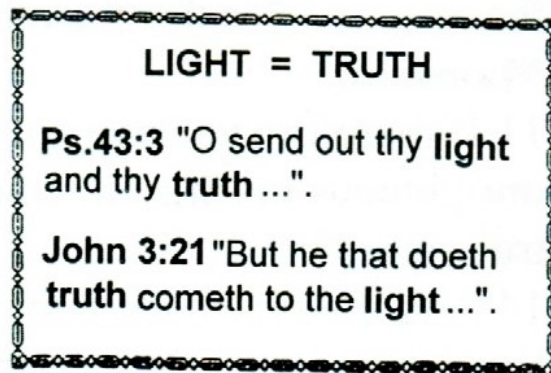 LIGHT = TRUTH
Ps.43:3 "O send out thy light
and thy truth ...".
John 3:21 "But he that doeth
truth cometh to the light ...".